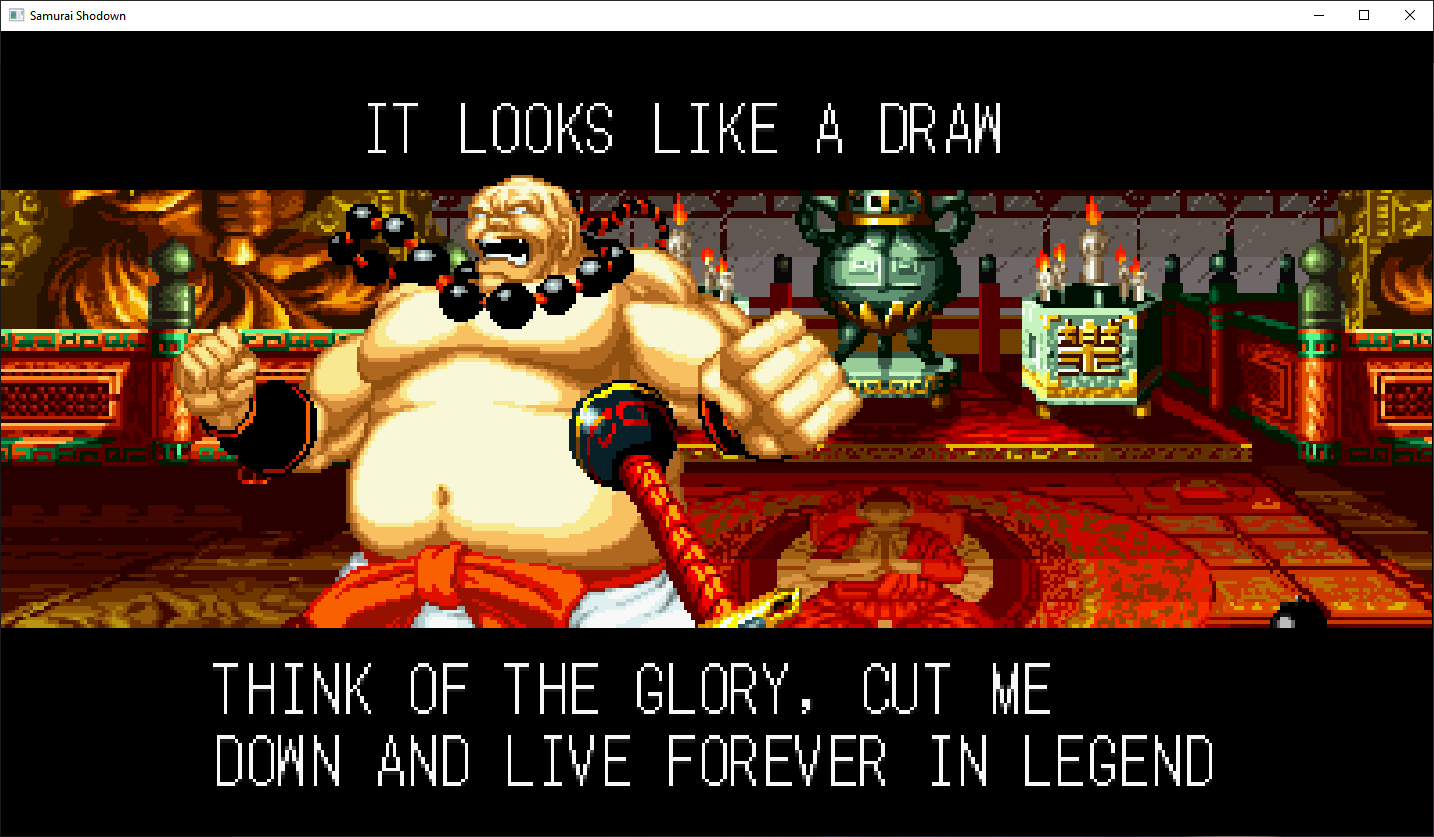 Samurai Shodown
IT LOOKS LIKE A DRAW
THINK OF THE GLORY, CUT ME
DOWN AND LIVE FOREVER IN LEGEND